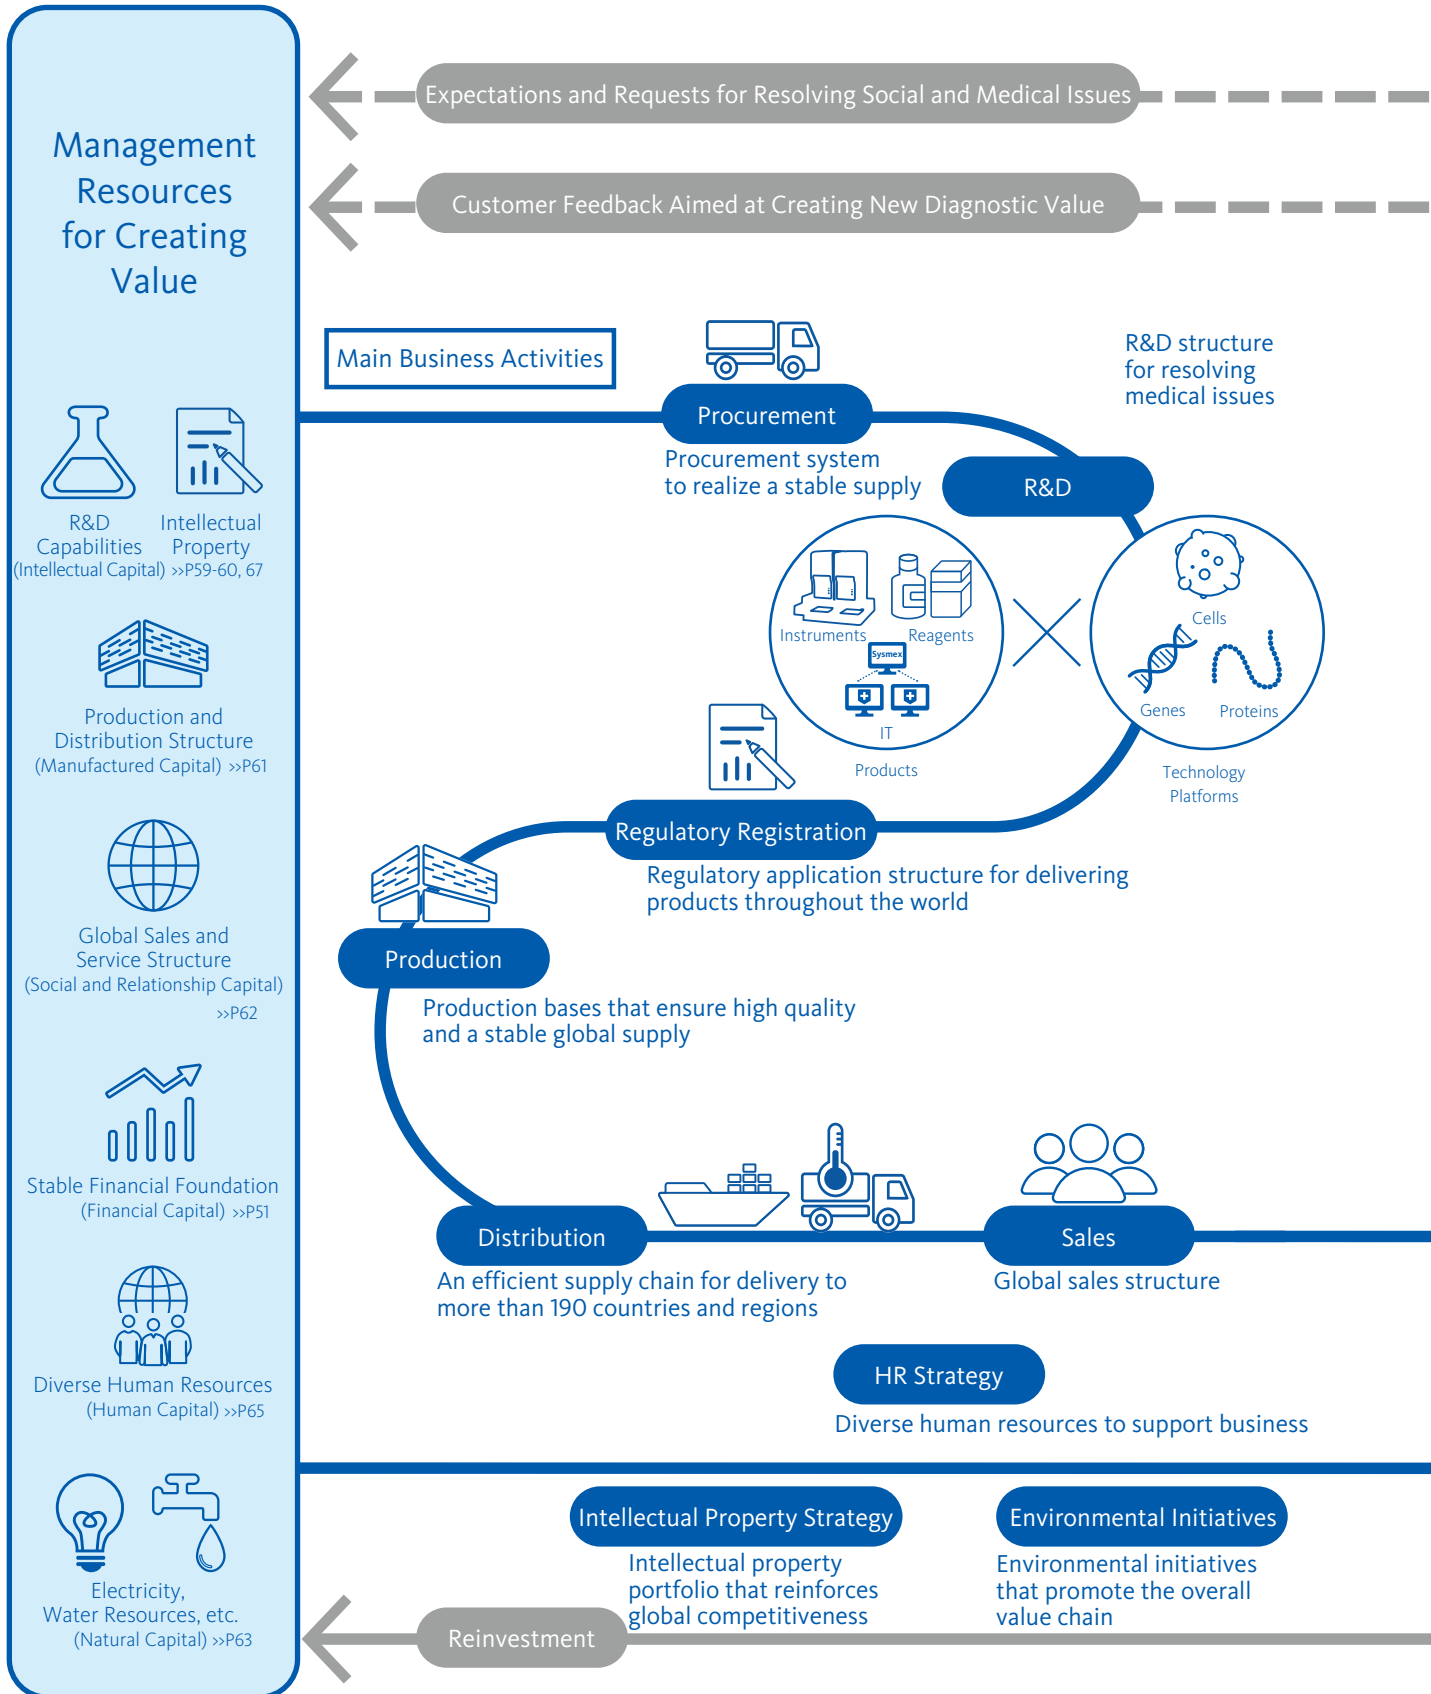 Management
Resources
for Creating
Value
R&D
Capabilities
Intellectual
Property
(Intellectual Capital) >>P59-60, 67
Production and
Distribution Structure
(Manufactured Capital) >>P61
Global Sales and
Service Structure
(Social and Relationship Capital)
>>P62
Stable Financial Foundation
(Financial Capital) >>P51
Diverse Human Resources
(Human Capital) >>P65
Electricity,
Water Resources, etc.
(Natural Capital) >>P63
Expectations and Requests for Resolving Social and Medical Issues
Customer Feedback Aimed at Creating New Diagnostic Value
Main Business Activities
Procurement
Procurement system
to realize a stable supply
R&D structure
for resolving
medical issues
R&D
Instruments
Reagents
Sysmex
IT
Products
Cells
Genes
Proteins
Technology
Platforms
Regulatory Registration
Regulatory application structure for delivering
products throughout the world
Production
Production bases that ensure high quality
and a stable global supply
Distribution
An efficient supply chain for delivery to
more than 190 countries and regions
Sales
Global sales structure
HR Strategy
Diverse human resources to support business
Intellectual Property Strategy
Intellectual property
portfolio that reinforces
global competitiveness
Environmental Initiatives
Environmental initiatives
that promote the overall
value chain
Reinvestment